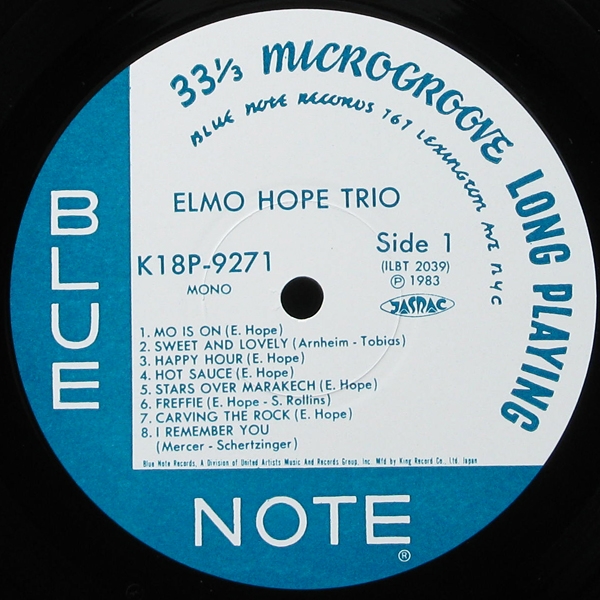 33⅓ MICROGROOVE LONG PLAYING
BLUE NOTE RECORDS 767 LEXINGTON AVE NYC
ELMO HOPE TRIO
K18P-9271
MONO
Side 1
(ILBT 2039)
Ⓟ 1983
JASRAC
1. MO IS ON (E. Hope)
2. SWEET AND LOVELY (Arnheim - Tobias)
3. HAPPY HOUR (E. Hope)
4. HOT SAUCE (E. Hope)
5. STARS OVER MARAKECH (E. Hope)
6. FREFFIE (E. Hope - S. Rollins)
7. CARVING THE ROCK (E. Hope)
8. I REMEMBER YOU
(Mercer - Schertzinger)
Blue Note Records, A Division of United Artists Music And Records Group, Inc. Mfd by King Record Co., Ltd. Japan
BLUE
NOTE®